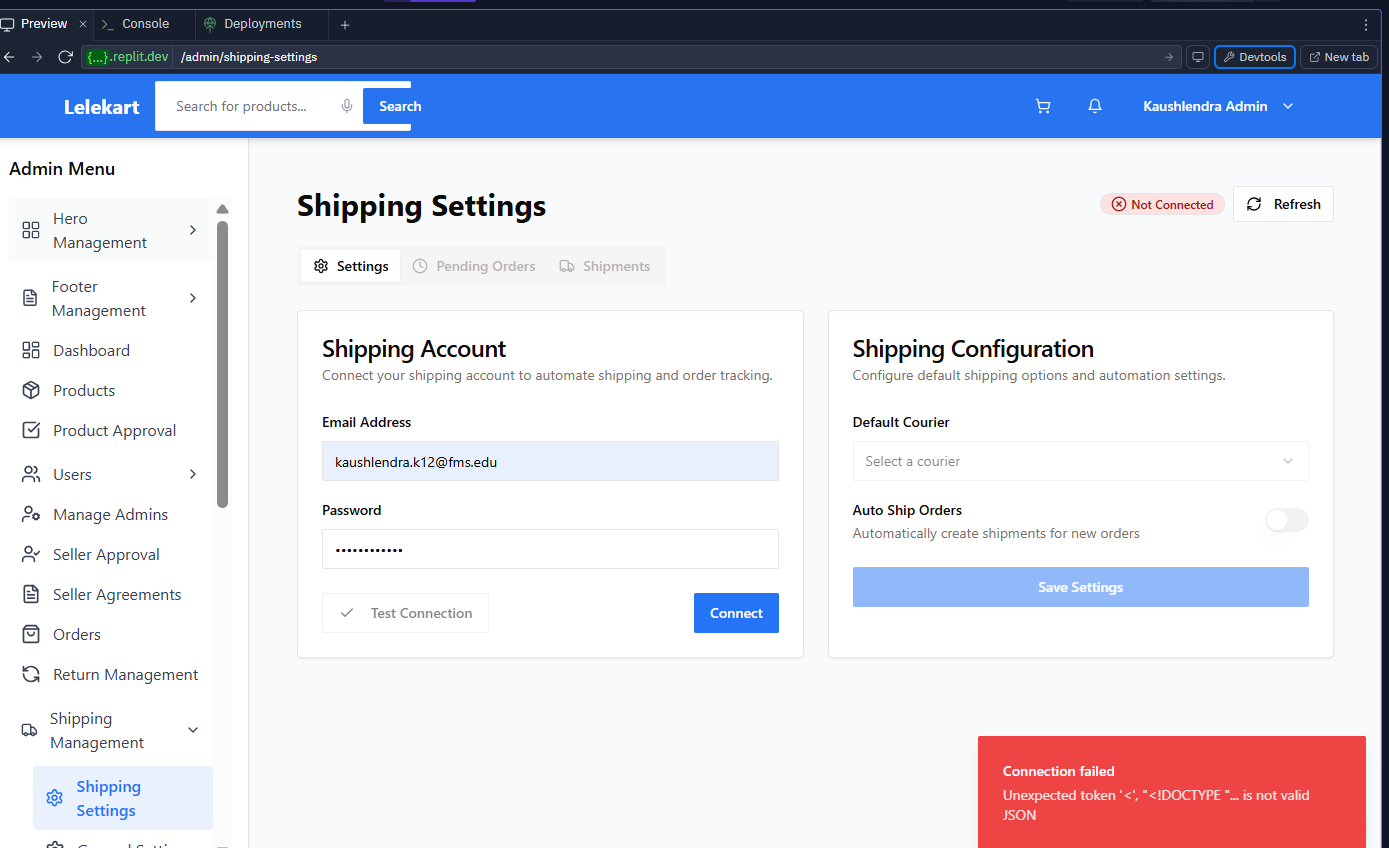 Preview
Console
Deployments
{...}.replit.dev /admin/shipping-settings
Devtools
New tab
Lelekart
Search for products...
Search
Kaushlendra Admin
Admin Menu
Hero
Management
Footer
Management
Dashboard
Products
Product Approval
Users
Manage Admins
Seller Approval
Seller Agreements
Orders
Return Management
Shipping
Management
Shipping
Settings
Shipping Settings
Not Connected
Refresh
Settings
Pending Orders
Shipments
Shipping Account
Connect your shipping account to automate shipping and order tracking.
Email Address
kaushlendra.k12@fms.edu
Password
••••••••••••
Test Connection
Connect
Shipping Configuration
Configure default shipping options and automation settings.
Default Courier
Select a courier
Auto Ship Orders
Automatically create shipments for new orders
Save Settings
Connection failed
Unexpected token '<', "<!DOCTYPE "... is not valid
JSON